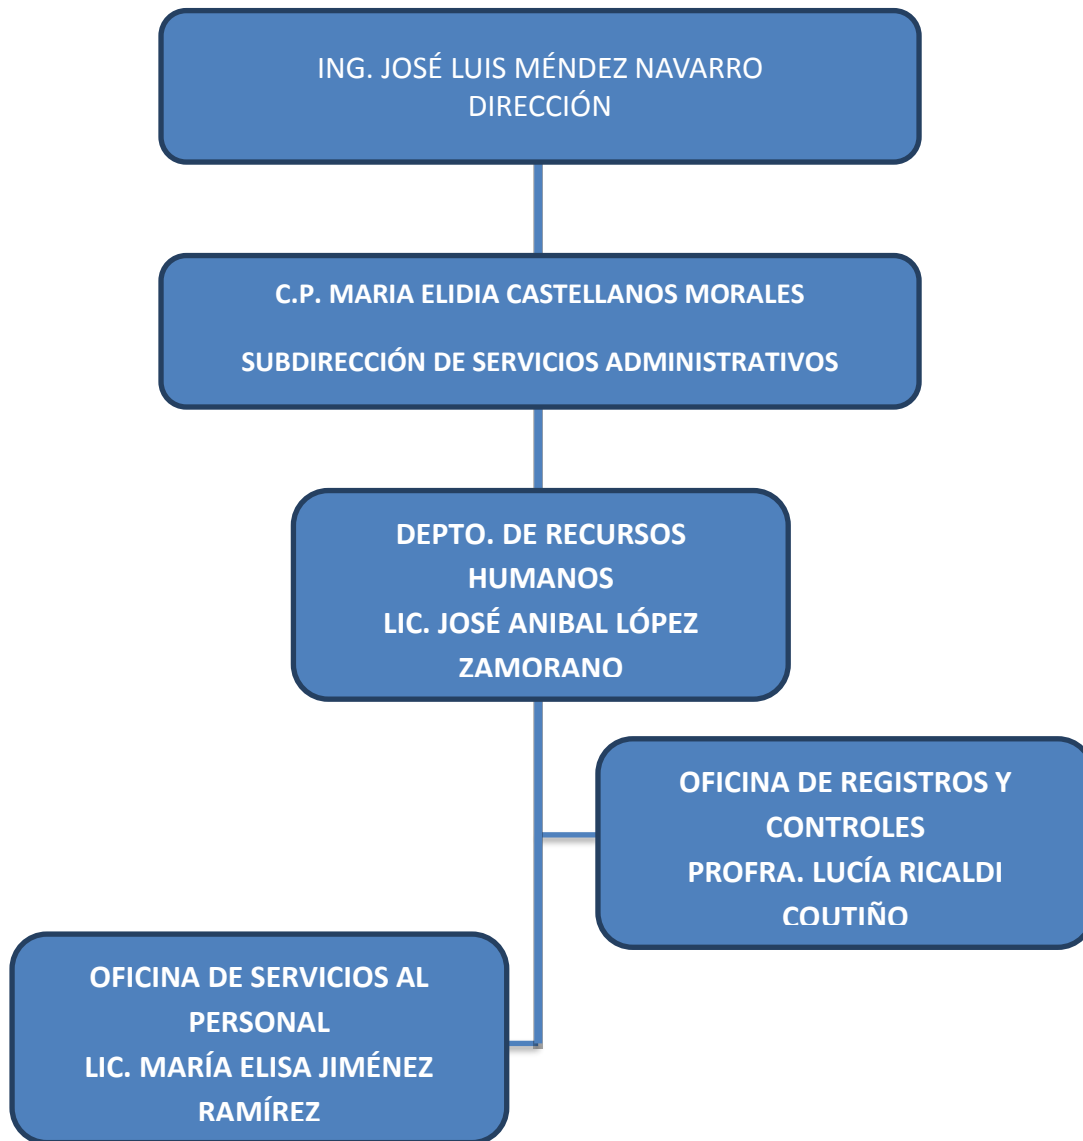 ING. JOSÉ LUIS MÉNDEZ NAVARRO
DIRECCIÓN
C.P. MARIA ELIDIA CASTELLANOS MORALES
SUBDIRECCIÓN DE SERVICIOS ADMINISTRATIVOS
DEPTO. DE RECURSOS
HUMANOS
LIC. JOSÉ ANIBAL LÓPEZ
ZAMORANO
OFICINA DE REGISTROS Y
CONTROLES
PROFRA. LUCÍA RICALDI
COUTIÑO
OFICINA DE SERVICIOS AL
PERSONAL
LIC. MARÍA ELISA JIMÉNEZ
RAMÍREZ